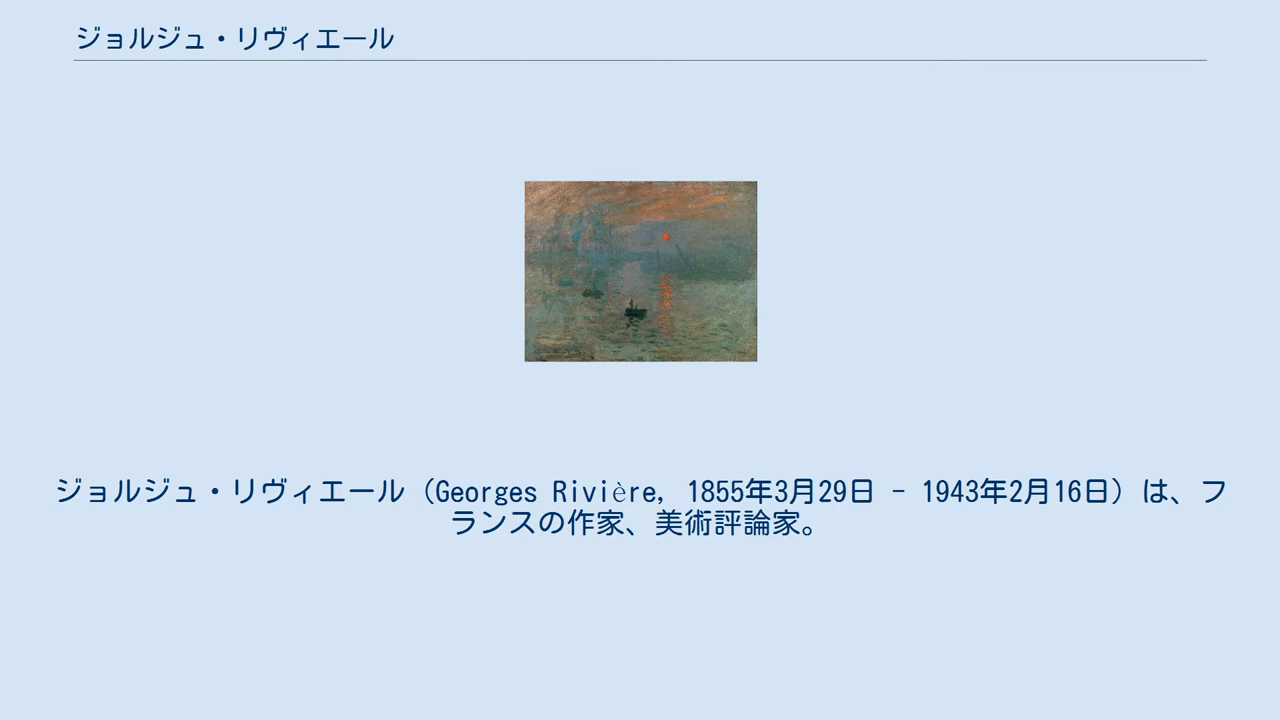 ジョルジュ・リヴィエール
ジョルジュ・リヴィエール（Georges Rivière, 1855年3月29日 - 1943年2月16日）は、フ
ランスの作家、美術評論家。